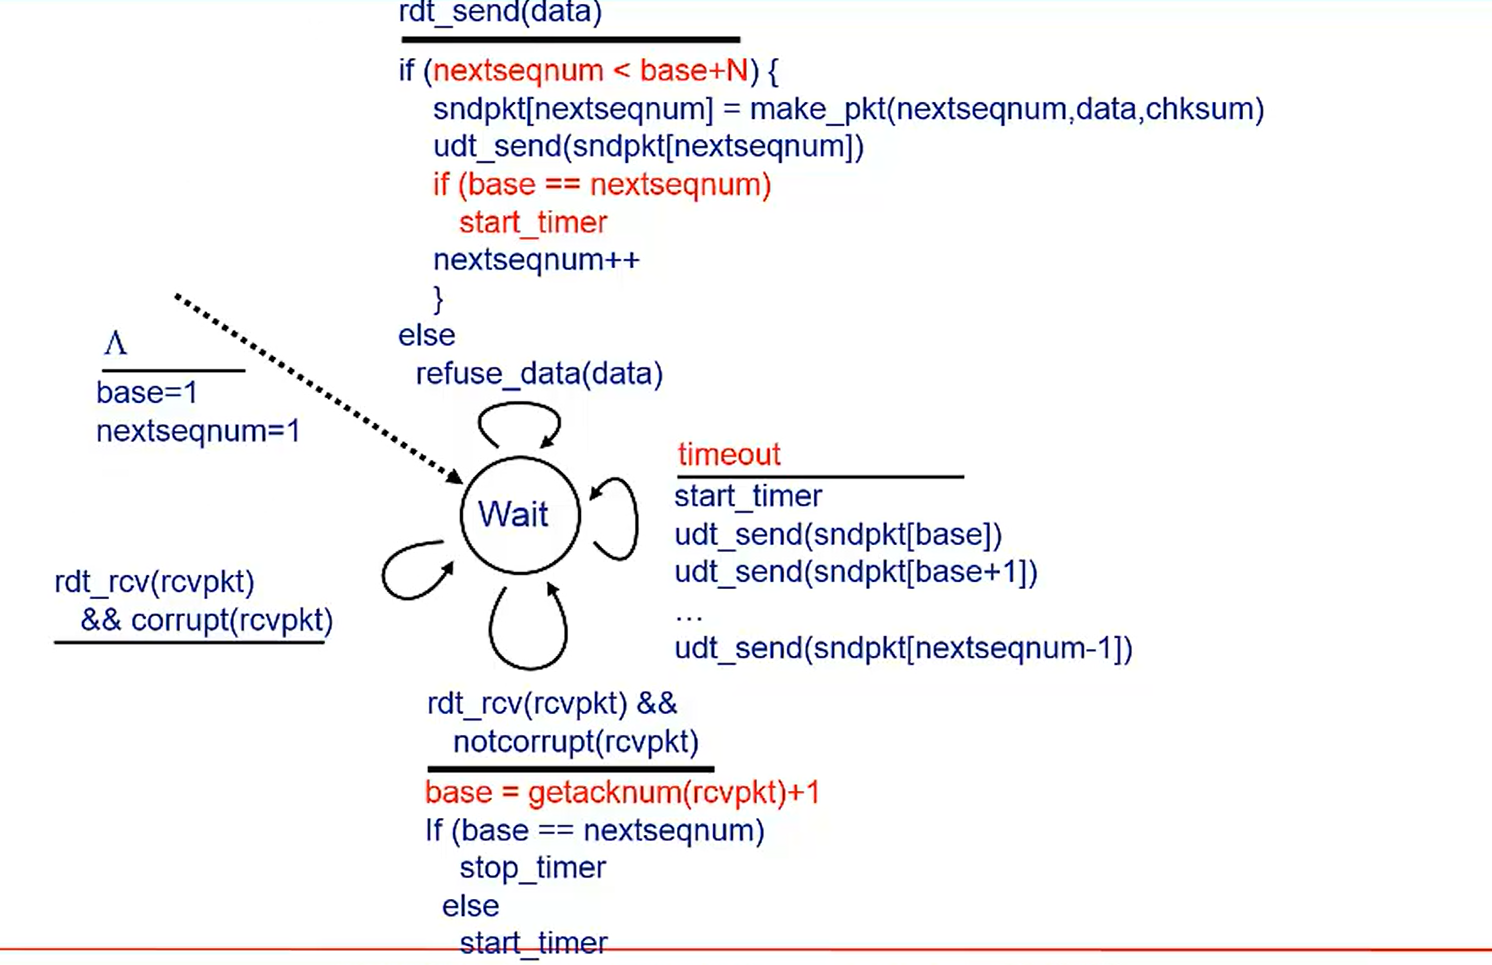 rdt_send(data)
if (nextseqnum < base+N) {
sndpkt[nextseqnum] = make_pkt(nextseqnum,data,chksum)
udt_send(sndpkt[nextseqnum])
if (base == nextseqnum)
start_timer
nextseqnum++
}
else
refuse_data(data)
Λ
base=1
nextseqnum=1
Wait
timeout
start_timer
udt_send(sndpkt[base])
udt_send(sndpkt[base+1])
…
udt_send(sndpkt[nextseqnum-1])
rdt_rcv(rcvpkt)
&& corrupt(rcvpkt)
rdt_rcv(rcvpkt) &&
notcorrupt(rcvpkt)
base = getacknum(rcvpkt)+1
If (base == nextseqnum)
stop_timer
else
start_timer